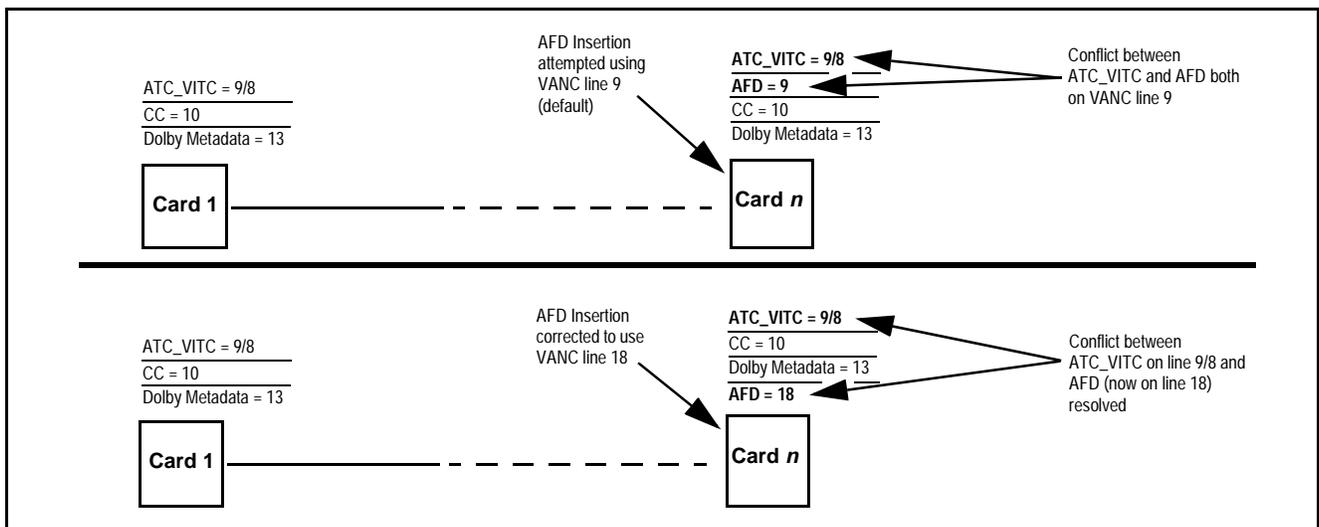 ATC_VITC = 9/8
CC = 10
Dolby Metadata = 13
Card 1
AFD Insertion
attempted using
VANC line 9
(default)
ATC_VITC = 9/8
AFD = 9
CC = 10
Dolby Metadata = 13
Card n
Conflict between
ATC_VITC and AFD both
on VANC line 9
ATC_VITC = 9/8
CC = 10
Dolby Metadata = 13
Card 1
AFD Insertion
corrected to use
VANC line 18
ATC_VITC = 9/8
CC = 10
Dolby Metadata = 13
AFD = 18
Card n
Conflict between
ATC_VITC on line 9/8 and
AFD (now on line 18)
resolved